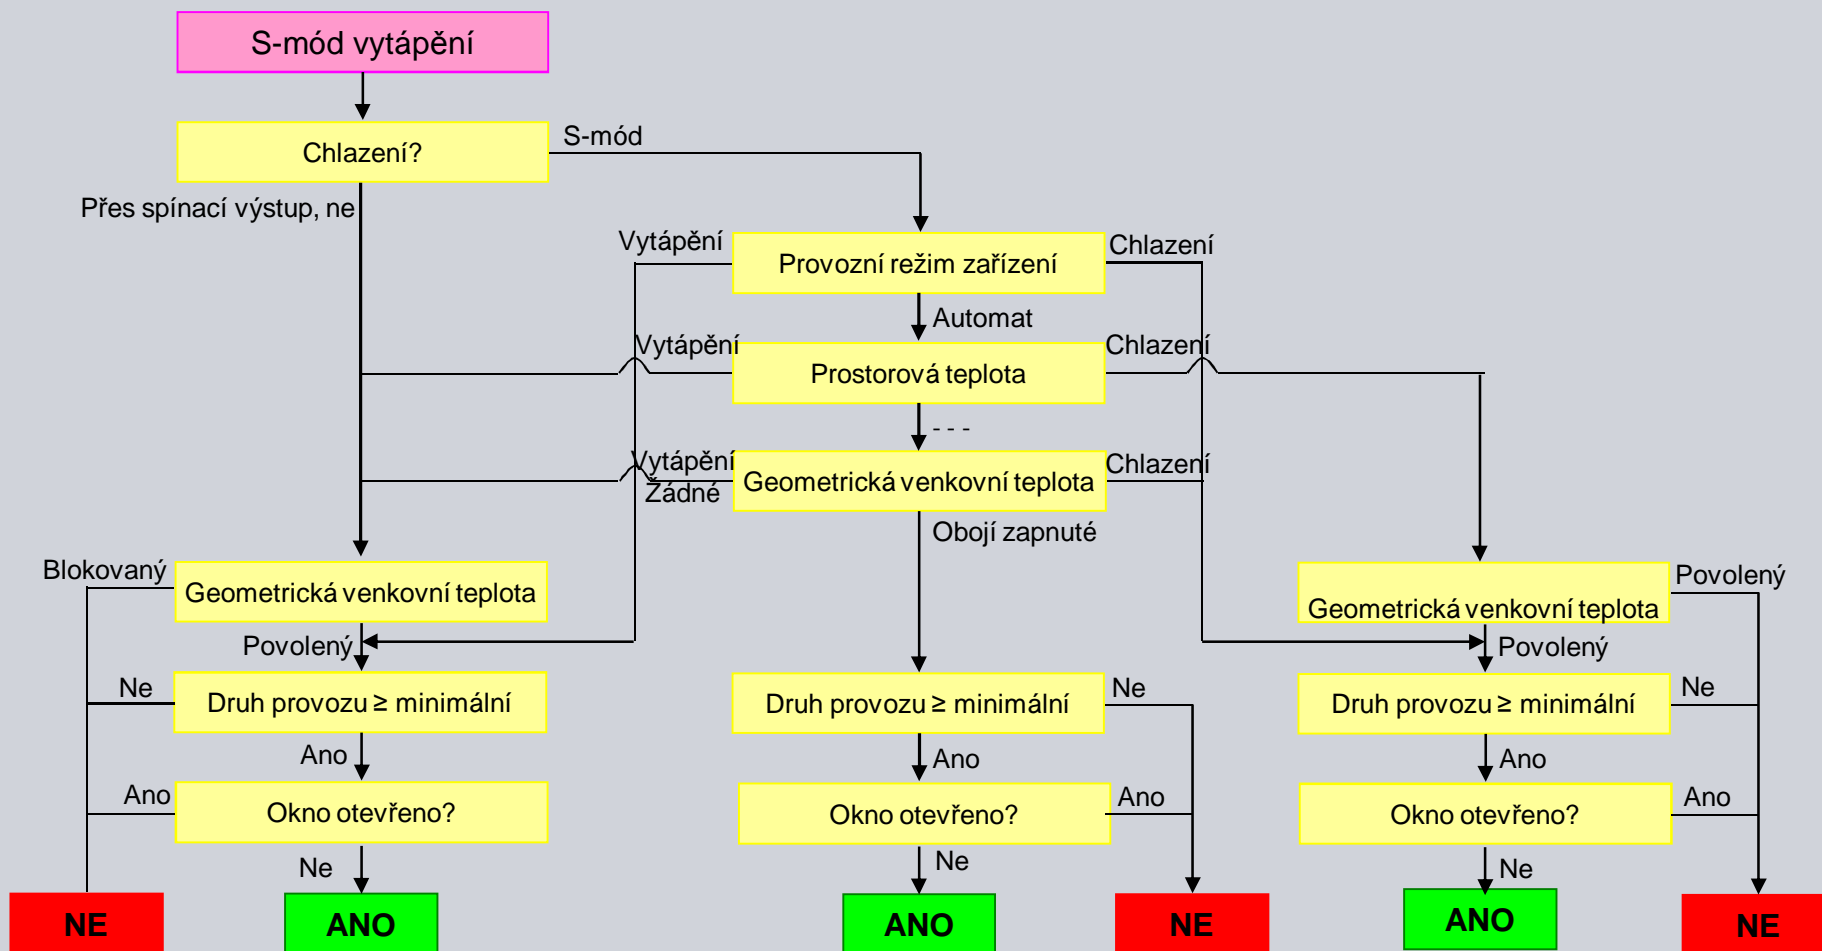 S-mód vytápění
Chlazení?
S-mód
Přes spínací výstup, ne
Vytápění
Provozní režim zařízení
Chlazení
Automat
Vytápění
Prostorová teplota
Chlazení
- - -
Vytápění
Žádné
Geometrická venkovní teplota
Chlazení
Obojí zapnuté
Blokovaný
Geometrická venkovní teplota
Geometrická venkovní teplota
Povolený
Povolený
Povolený
Ne
Druh provozu ≥ minimální
Druh provozu ≥ minimální
Ne
Druh provozu ≥ minimální
Ne
Ano
Ano
Ano
Ano
Okno otevřeno?
Okno otevřeno?
Ano
Okno otevřeno?
Ano
Ne
Ne
Ne
NE
ANO
ANO
NE
ANO
NE